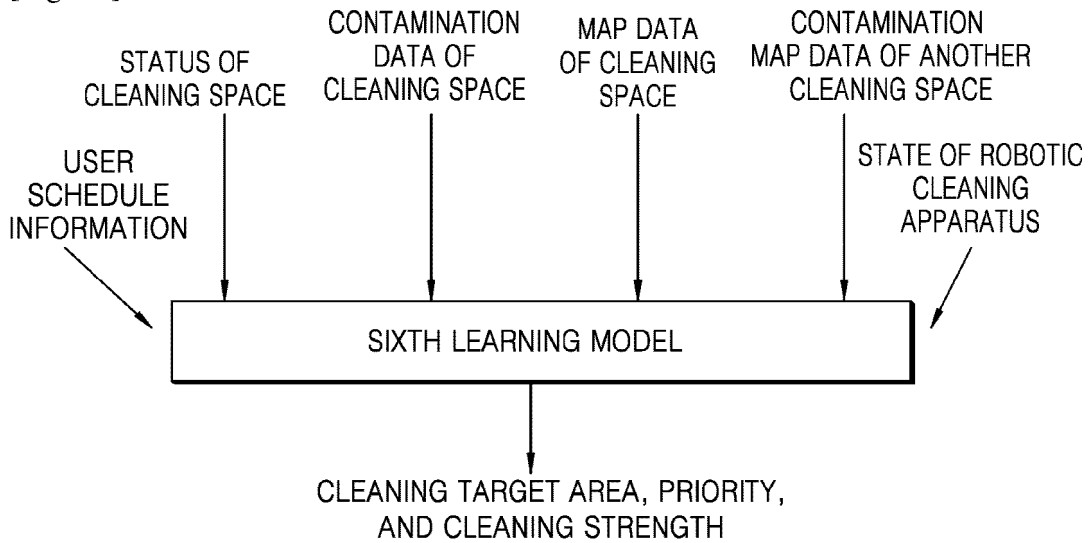 USER
SCHEDULE
INFORMATION
STATUS OF
CLEANING SPACE
CONTAMINATION
DATA OF
CLEANING SPACE
MAP DATA
OF CLEANING
SPACE
CONTAMINATION
MAP DATA OF ANOTHER
CLEANING SPACE
STATE OF ROBOTIC
CLEANING
APPARATUS
SIXTH LEARNING MODEL
CLEANING TARGET AREA, PRIORITY,
AND CLEANING STRENGTH